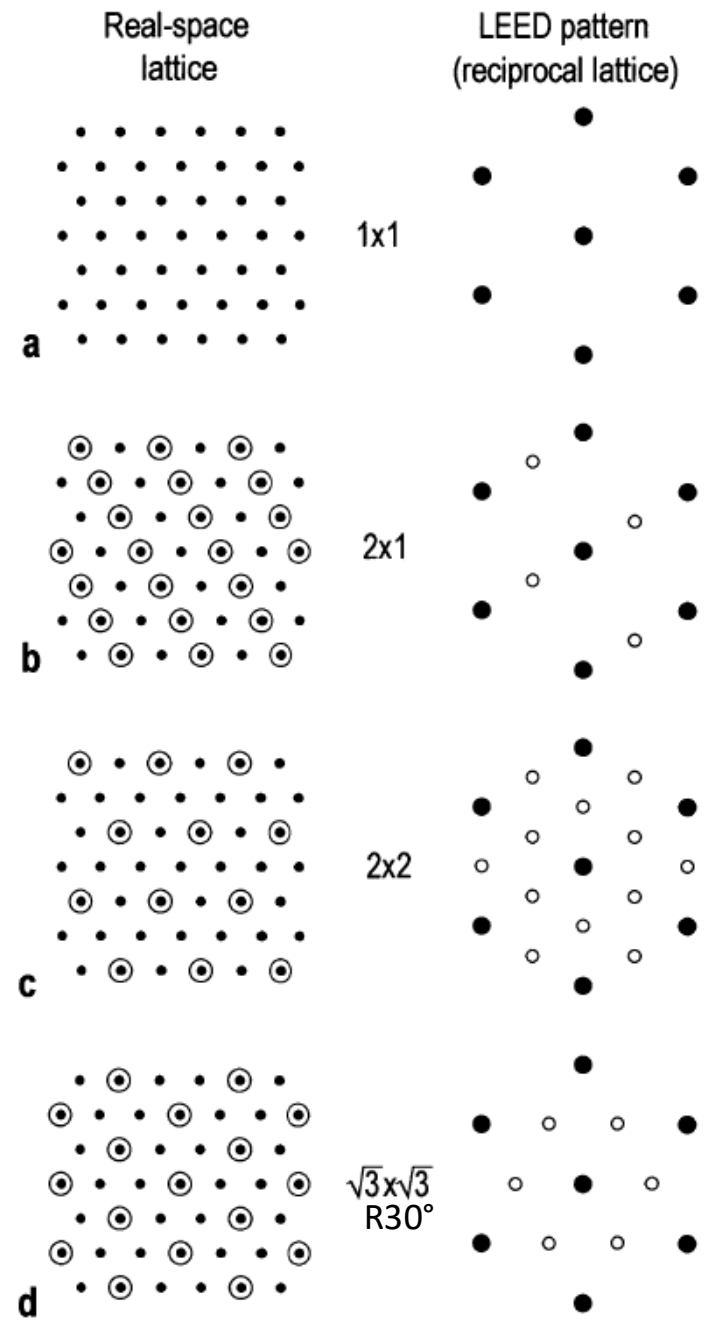 Real-space
lattice
LEED pattern
(reciprocal lattice)
1x1
a
2x1
b
2x2
c
√3x√3
R30°
d